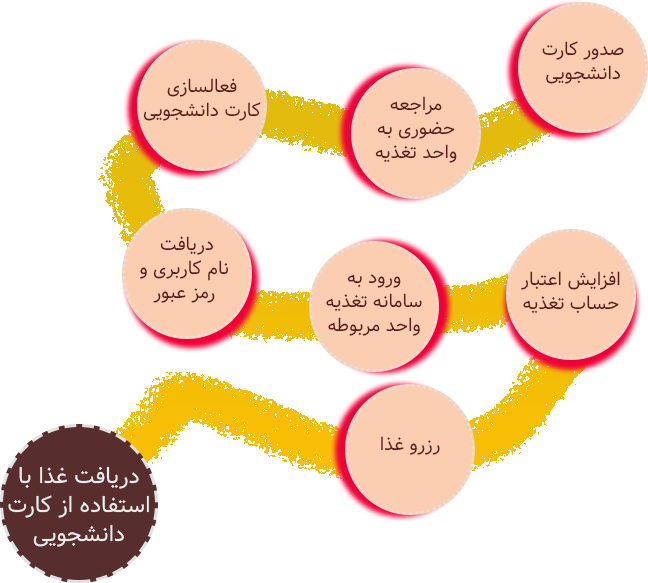 صدور کارت
دانشجویی
مراجعه
حضوری به
واحد تغذیه
فعالسازی
کارت دانشجویی
دریافت
نام کاربری و
رمز عبور
ورود به
سامانه تغذیه
واحد مربوطه
افزایش اعتبار
حساب تغذیه
رزرو غذا
دریافت غذا با
استفاده از کارت
دانشجویی